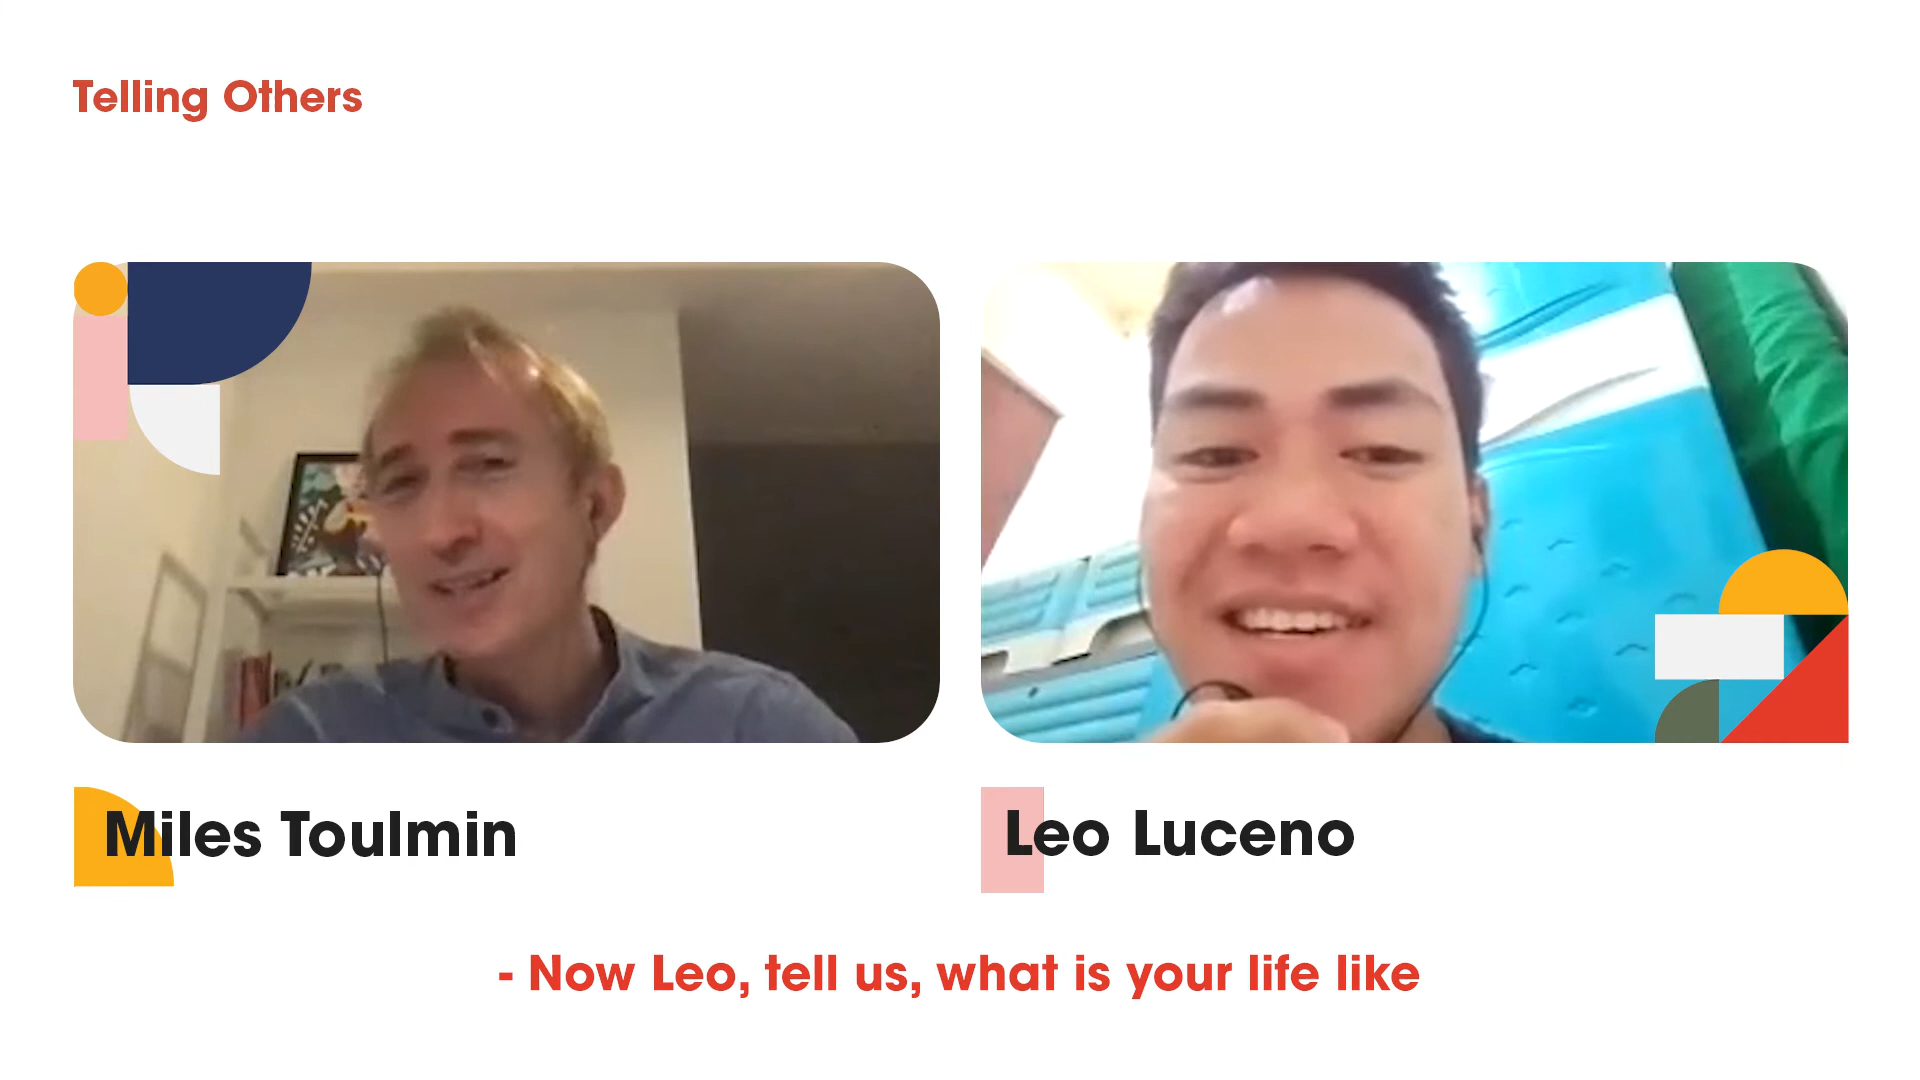 Telling Others
Miles Toulmin
Leo Luceno
- Now Leo, tell us, what is your life like